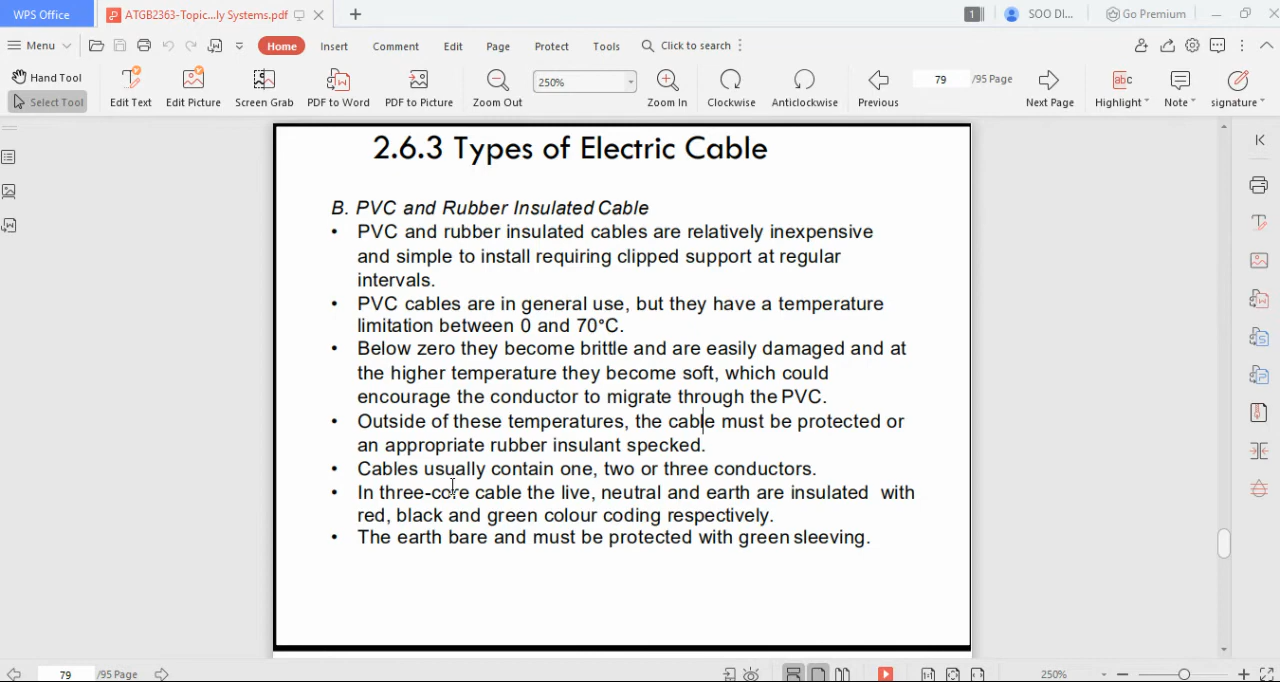 WPS Office
ATGB2363-Topic...ly Systems.pdf
1
SOO DI...
Go Premium
Menu
Home
Insert
Comment
Edit
Page
Protect
Tools
Click to search
Hand Tool
Select Tool
Edit Text
Edit Picture
Screen Grab
PDF to Word
PDF to Picture
Zoom Out
250%
Zoom In
Clockwise
Anticlockwise
Previous
79 /95 Page
Next Page
abc
Highlight
Note
signature
2.6.3 Types of Electric Cable
B. PVC and Rubber Insulated Cable
• PVC and rubber insulated cables are relatively inexpensive
and simple to install requiring clipped support at regular
intervals.
• PVC cables are in general use, but they have a temperature
limitation between 0 and 70°C.
• Below zero they become brittle and are easily damaged and at
the higher temperature they become soft, which could
encourage the conductor to migrate through the PVC.
• Outside of these temperatures, the cable must be protected or
an appropriate rubber insulant specked.
• Cables usually contain one, two or three conductors.
• In three-core cable the live, neutral and earth are insulated with
red, black and green colour coding respectively.
• The earth bare and must be protected with green sleeving.
79 /95 Page
250%